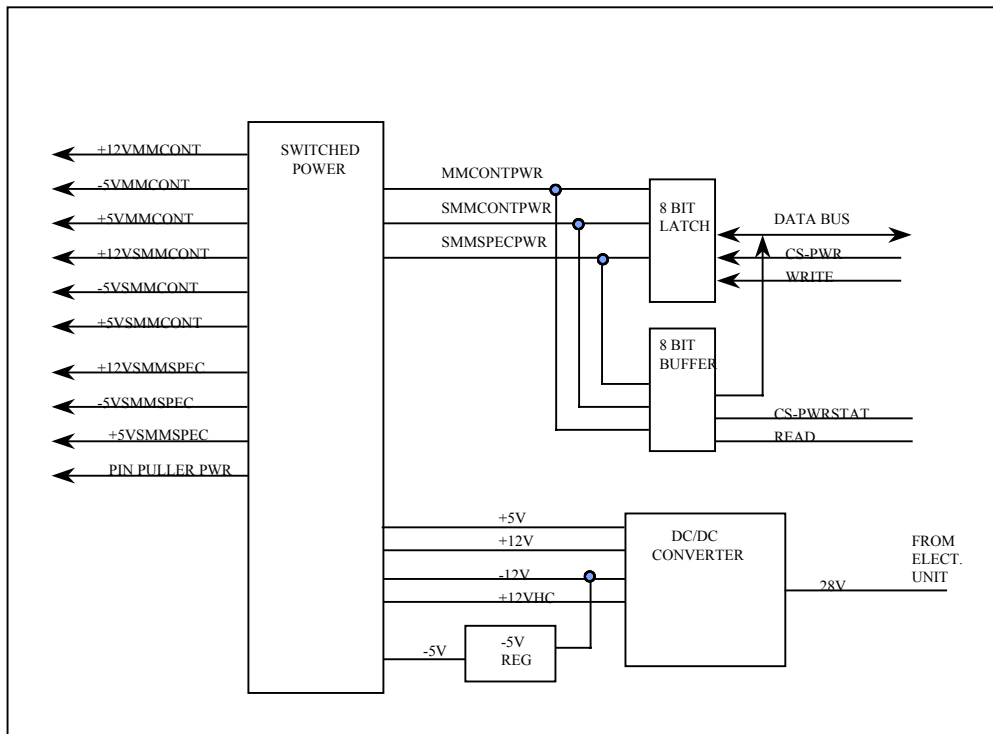 +12VMMCONT
-5VMMCONT
+5VMMCONT
+12VSMMCONT
-5VSMMCONT
+5VSMMCONT
+12VSMMSPEC
-5VSMMSPEC
+5VSMMSPEC
PIN PULLER PWR
SWITCHED
POWER
MMCONTPWR
SMMCONTPWR
SMMSPECPWR
8 BIT
LATCH
DATA BUS
CS-PWR
WRITE
8 BIT
BUFFER
CS-PWRSTAT
READ
+5V
+12V
-12V
+12VHC
-5V
-5V
REG
DC/DC
CONVERTER
28V
FROM
ELECT.
UNIT